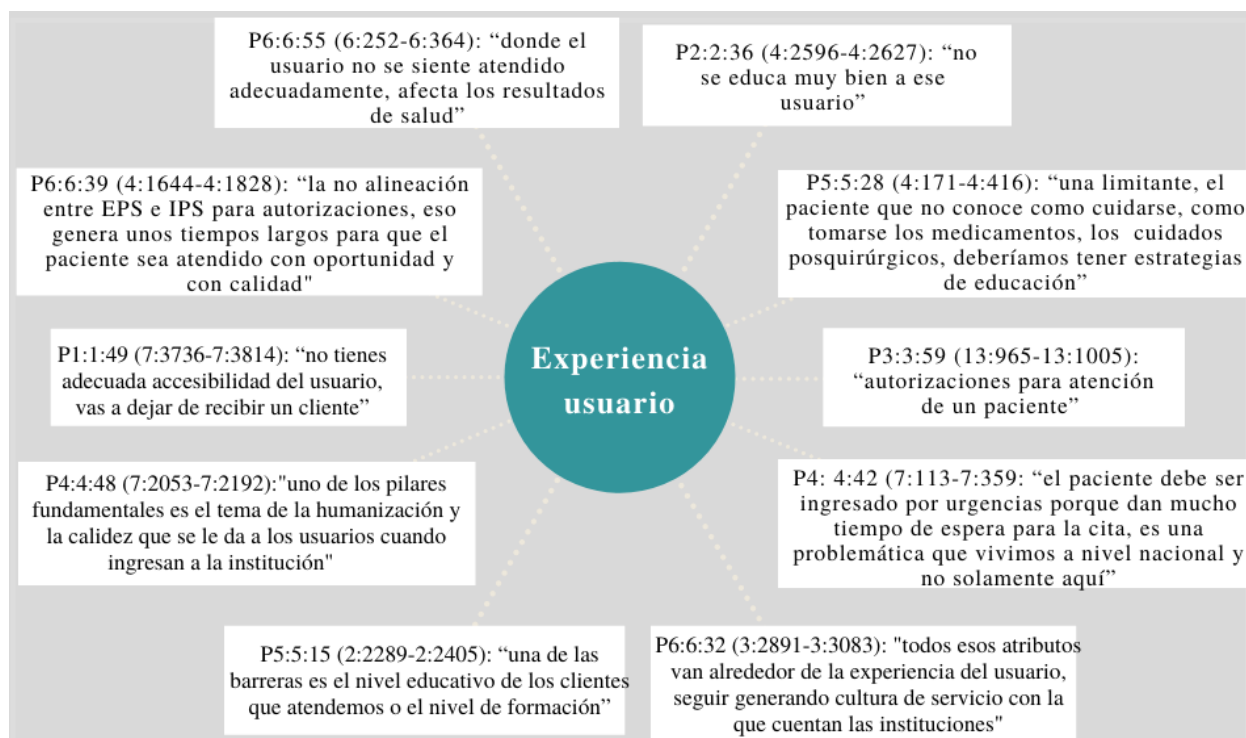 P6:6:55 (6:252-6:364): “donde el
usuario no se siente atendido
adecuadamente, afecta los resultados
de salud”
P2:2:36 (4:2596-4:2627): “no
se educa muy bien a ese
usuario”
P6:6:39 (4:1644-4:1828): “la no alineación
entre EPS e IPS para autorizaciones, eso
genera unos tiempos largos para que el
paciente sea atendido con oportunidad y
con calidad"
P5:5:28 (4:171-4:416): “una limitante, el
paciente que no conoce como cuidarse, como
tomarse los medicamentos, los cuidados
posquirúrgicos, deberíamos tener estrategias
de educación”
P1:1:49 (7:3736-7:3814): “no tienes
adecuada accesibilidad del usuario,
vas a dejar de recibir un cliente”
Experiencia
usuario
P3:3:59 (13:965-13:1005):
“autorizaciones para atención
de un paciente”
P4:4:48 (7:2053-7:2192):"uno de los pilares
fundamentales es el tema de la humanización y
la calidez que se le da a los usuarios cuando
ingresan a la institución"
P4: 4:42 (7:113-7:359: “el paciente debe ser
ingresado por urgencias porque dan mucho
tiempo de espera para la cita, es una
problemática que vivimos a nivel nacional y
no solamente aquí”
P5:5:15 (2:2289-2:2405): “una de las
barreras es el nivel educativo de los clientes
que atendemos o el nivel de formación”
P6:6:32 (3:2891-3:3083): "todos esos atributos
van alrededor de la experiencia del usuario,
seguir generando cultura de servicio con la
que cuentan las instituciones"